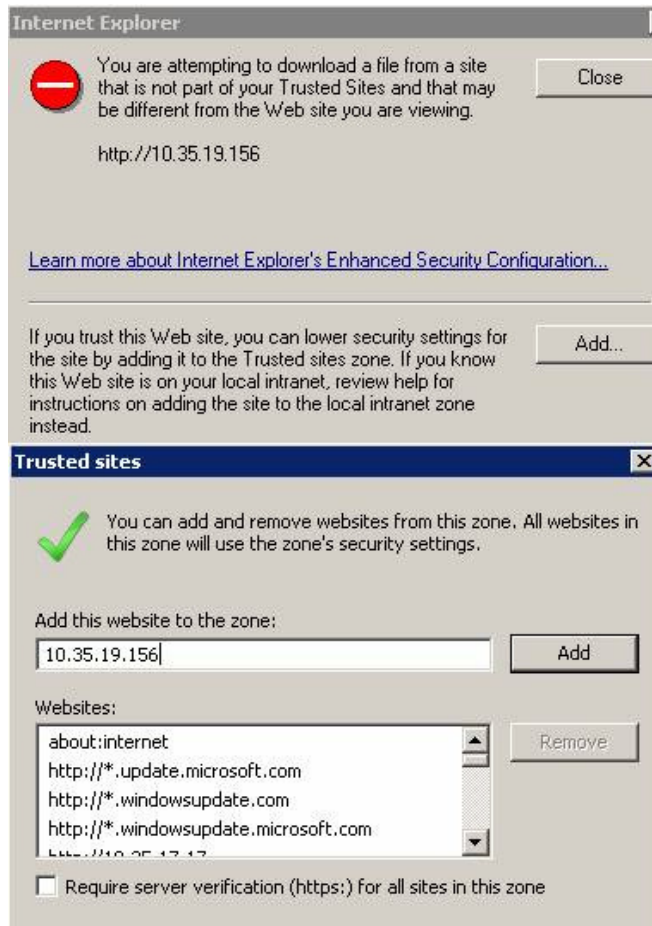 Internet Explorer
You are attempting to download a file from a site
that is not part of your Trusted Sites and that may
be different from the Web site you are viewing.
Close
http://10.35.19.156
Learn more about Internet Explorer's Enhanced Security Configuration...
If you trust this Web site, you can lower security settings for
the site by adding it to the Trusted sites zone. If you know
this Web site is on your local intranet, review help for
instructions on adding the site to the local intranet zone
instead.
Add...
Trusted sites
You can add and remove websites from this zone. All websites in
this zone will use the zone's security settings.
Add this website to the zone:
10.35.19.156
Add
Websites:
about:internet
http://*.update.microsoft.com
http://*.windowsupdate.com
http://*.windowsupdate.microsoft.com
Remove
Require server verification (https:) for all sites in this zone